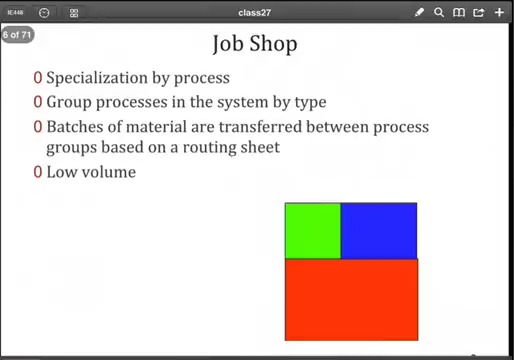 IE446
class27
6 of 71
Job Shop
0 Specialization by process
0 Group processes in the system by type
0 Batches of material are transferred between process
groups based on a routing sheet
0 Low volume